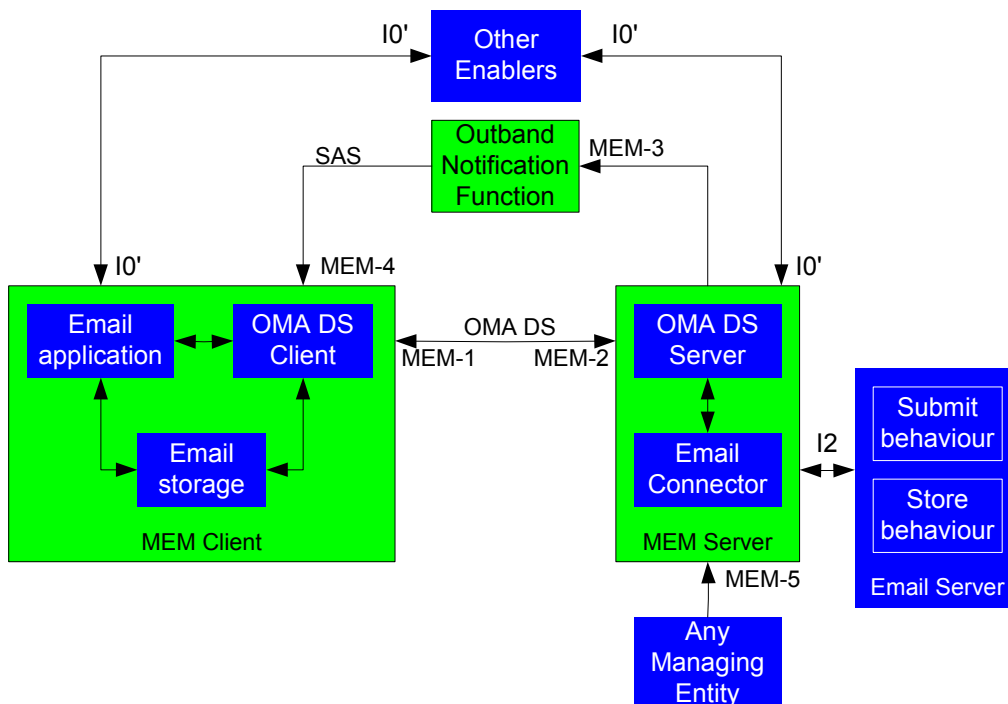 I0'
Other
Enablers
I0'
Outband
Notification
Function
SAS
MEM-3
I0'
MEM-4
I0'
Email
application
OMA DS
Client
OMA DS
MEM-1
MEM-2
OMA DS
Server
Email
storage
Email
Connector
I2
Submit
behaviour
Store
behaviour
Email Server
MEM Client
MEM Server
MEM-5
Any
Managing
Entity